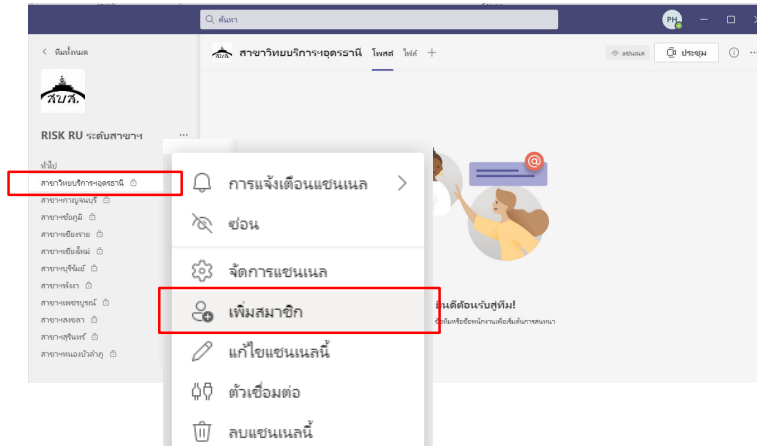 ค้นหา
PH
< ทีมทั้งหมด
สาขาวิทยบริการฯอุดรธานี โพสต์ ไฟล์ +
แชนเนล ประชุม
สบส.
RISK RU ระดับสาขาฯ ...
ทั่วไป
สาขาวิทยบริการฯอุดรธานี
สาขาฯกาญจนบุรี
สาขาฯชัยภูมิ
สาขาฯเชียงราย
สาขาฯเชียงใหม่
สาขาฯบุรีรัมย์
สาขาฯพังงา
สาขาฯเพชรบูรณ์
สาขาฯสงขลา
สาขาฯสุรินทร์
สาขาฯหนองบัวลำภู
การแจ้งเตือนแชนเนล
ซ่อน
จัดการแชนเนล
เพิ่มสมาชิก
แก้ไขแชนเนลนี้
ตัวเชื่อมต่อ
ลบแชนเนลนี้
@
ยินดีต้อนรับสู่ทีม!